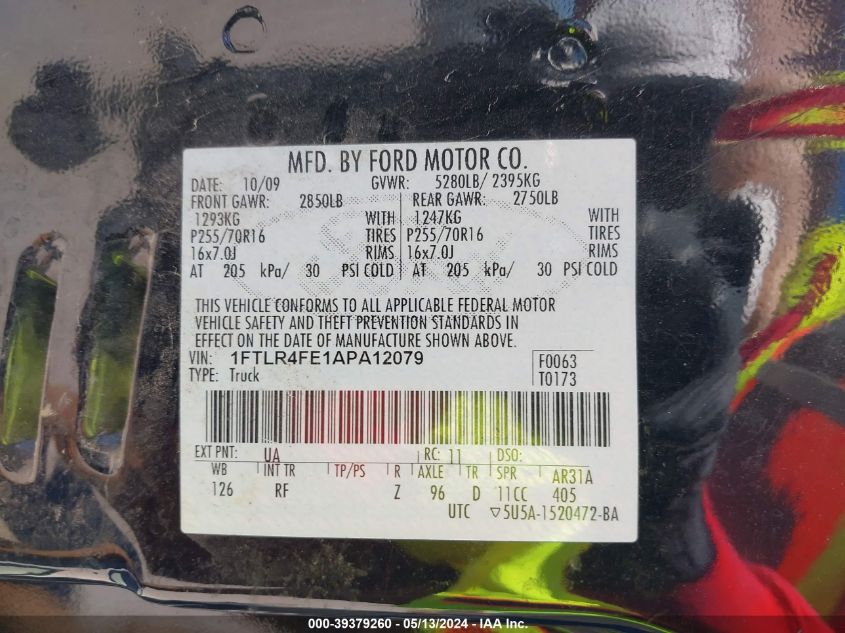 MFD. BY FORD MOTOR CO.
DATE: 10/09 GVWR: 5280LB/ 2395KG
FRONT GAWR: 2850LB REAR GAWR: 2750LB
1293KG WITH 1247KG WITH
P255/70R16 TIRES P255/70R16 TIRES
16x7.0J RIMS 16x7.0J RIMS
AT 205 kPa/ 30 PSI COLD AT 205 kPa/ 30 PSI COLD
THIS VEHICLE CONFORMS TO ALL APPLICABLE FEDERAL MOTOR
VEHICLE SAFETY AND THEFT PREVENTION STANDARDS IN
EFFECT ON THE DATE OF MANUFACTURE SHOWN ABOVE.
VIN: 1FTLR4FE1APA12079
TYPE: Truck
F0063
T0173
EXT PNT: UA RC: 11 DSO:
WB INT TR TP/PS R AXLE TR SPR AR31A
126 RF Z 96 D 11CC 405
UTC ▽5U5A-1520472-BA
000-39379260 - 05/13/2024 - IAA Inc.